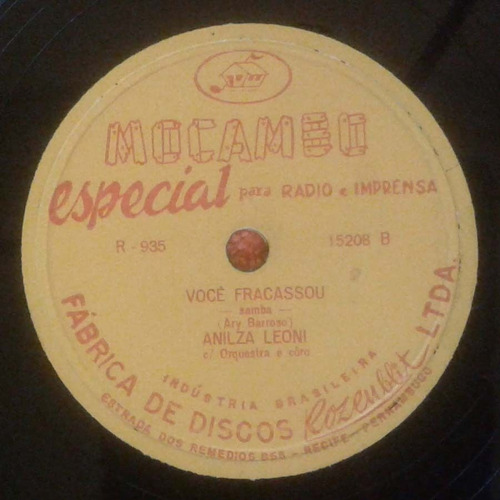 MOCAMBO
especial para RADIO e IMPRENSA
R - 935
15208 B
VOCÊ FRACASSOU
— samba —
(Ary Barroso)
ANILZA LEONI
c/ Orquestra e côro
INDÚSTRIA BRASILEIRA
FÁBRICA DE DISCOS Rozenblit LTDA.
ESTRADA DOS REMEDIOS 855 - RECIFE - PERNAMBUCO